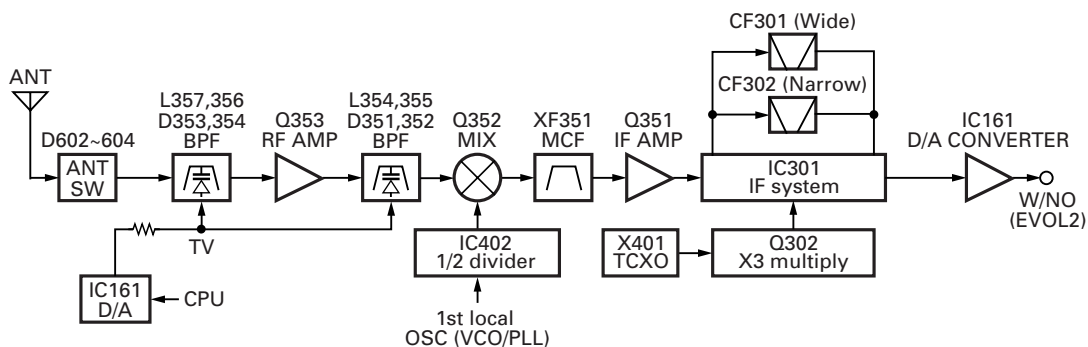 CF301 (Wide)
CF302 (Narrow)
ANT
D602~604
ANT
SW
L357,356
D353,354
BPF
Q353
RF AMP
L354,355
D351,352
BPF
Q352
MIX
XF351
MCF
Q351
IF AMP
IC301
IF system
IC161
D/A CONVERTER
W/NO
(EVOL2)
TV
IC161
D/A
CPU
IC402
1/2 divider
1st local
OSC (VCO/PLL)
X401
TCXO
Q302
X3 multiply